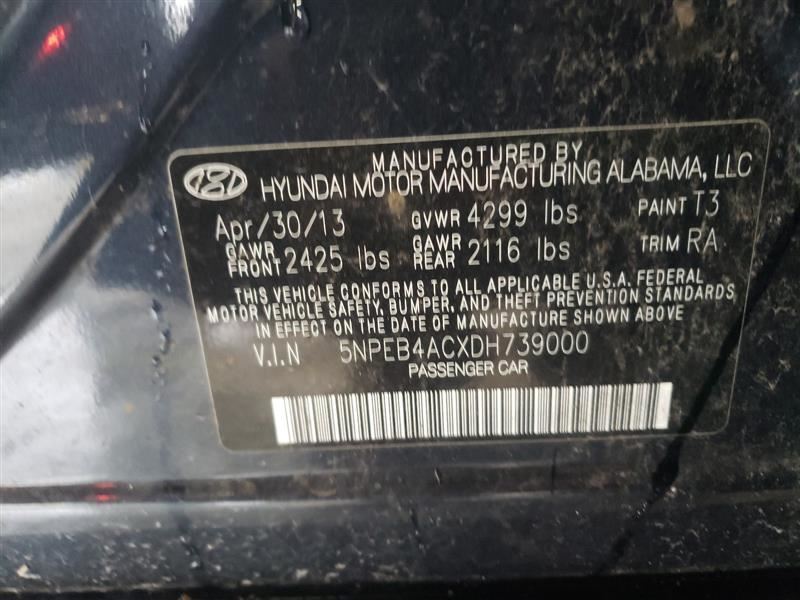 MANUFACTURED BY
HYUNDAI MOTOR MANUFACTURING ALABAMA, LLC
Apr/30/13 GVWR 4299 lbs PAINT T3
GAWR FRONT 2425 lbs GAWR REAR 2116 lbs TRIM RA
THIS VEHICLE CONFORMS TO ALL APPLICABLE U.S.A. FEDERAL
MOTOR VEHICLE SAFETY, BUMPER, AND THEFT PREVENTION STANDARDS
IN EFFECT ON THE DATE OF MANUFACTURE SHOWN ABOVE
V.I.N 5NPEB4ACXDH739000
PASSENGER CAR